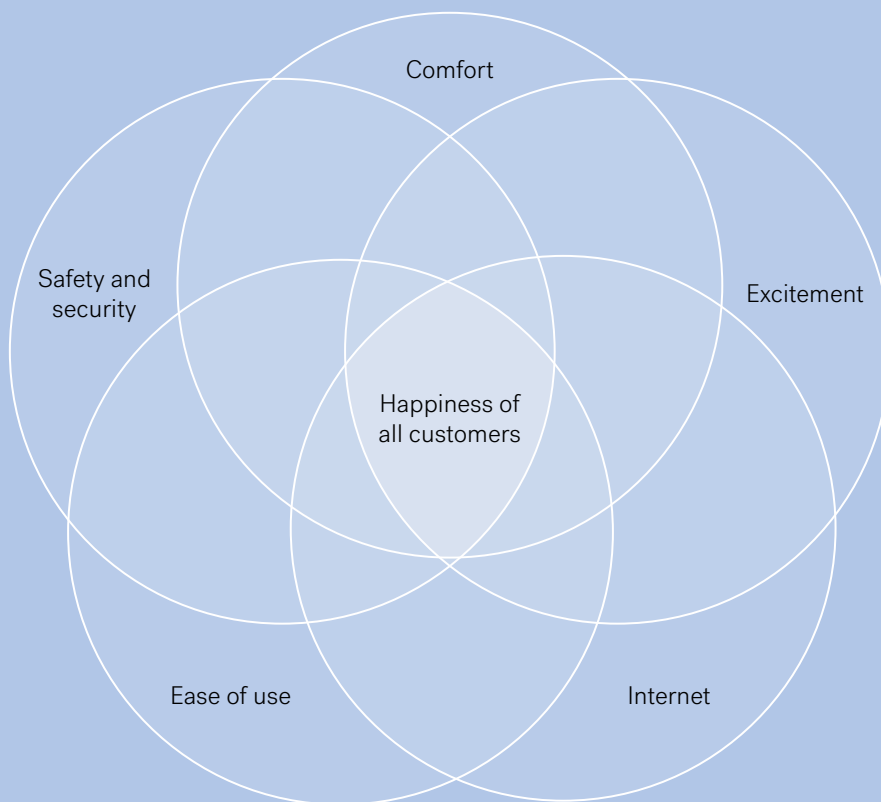 Comfort
Safety and
security
Excitement
Happiness of
all customers
Ease of use
Internet